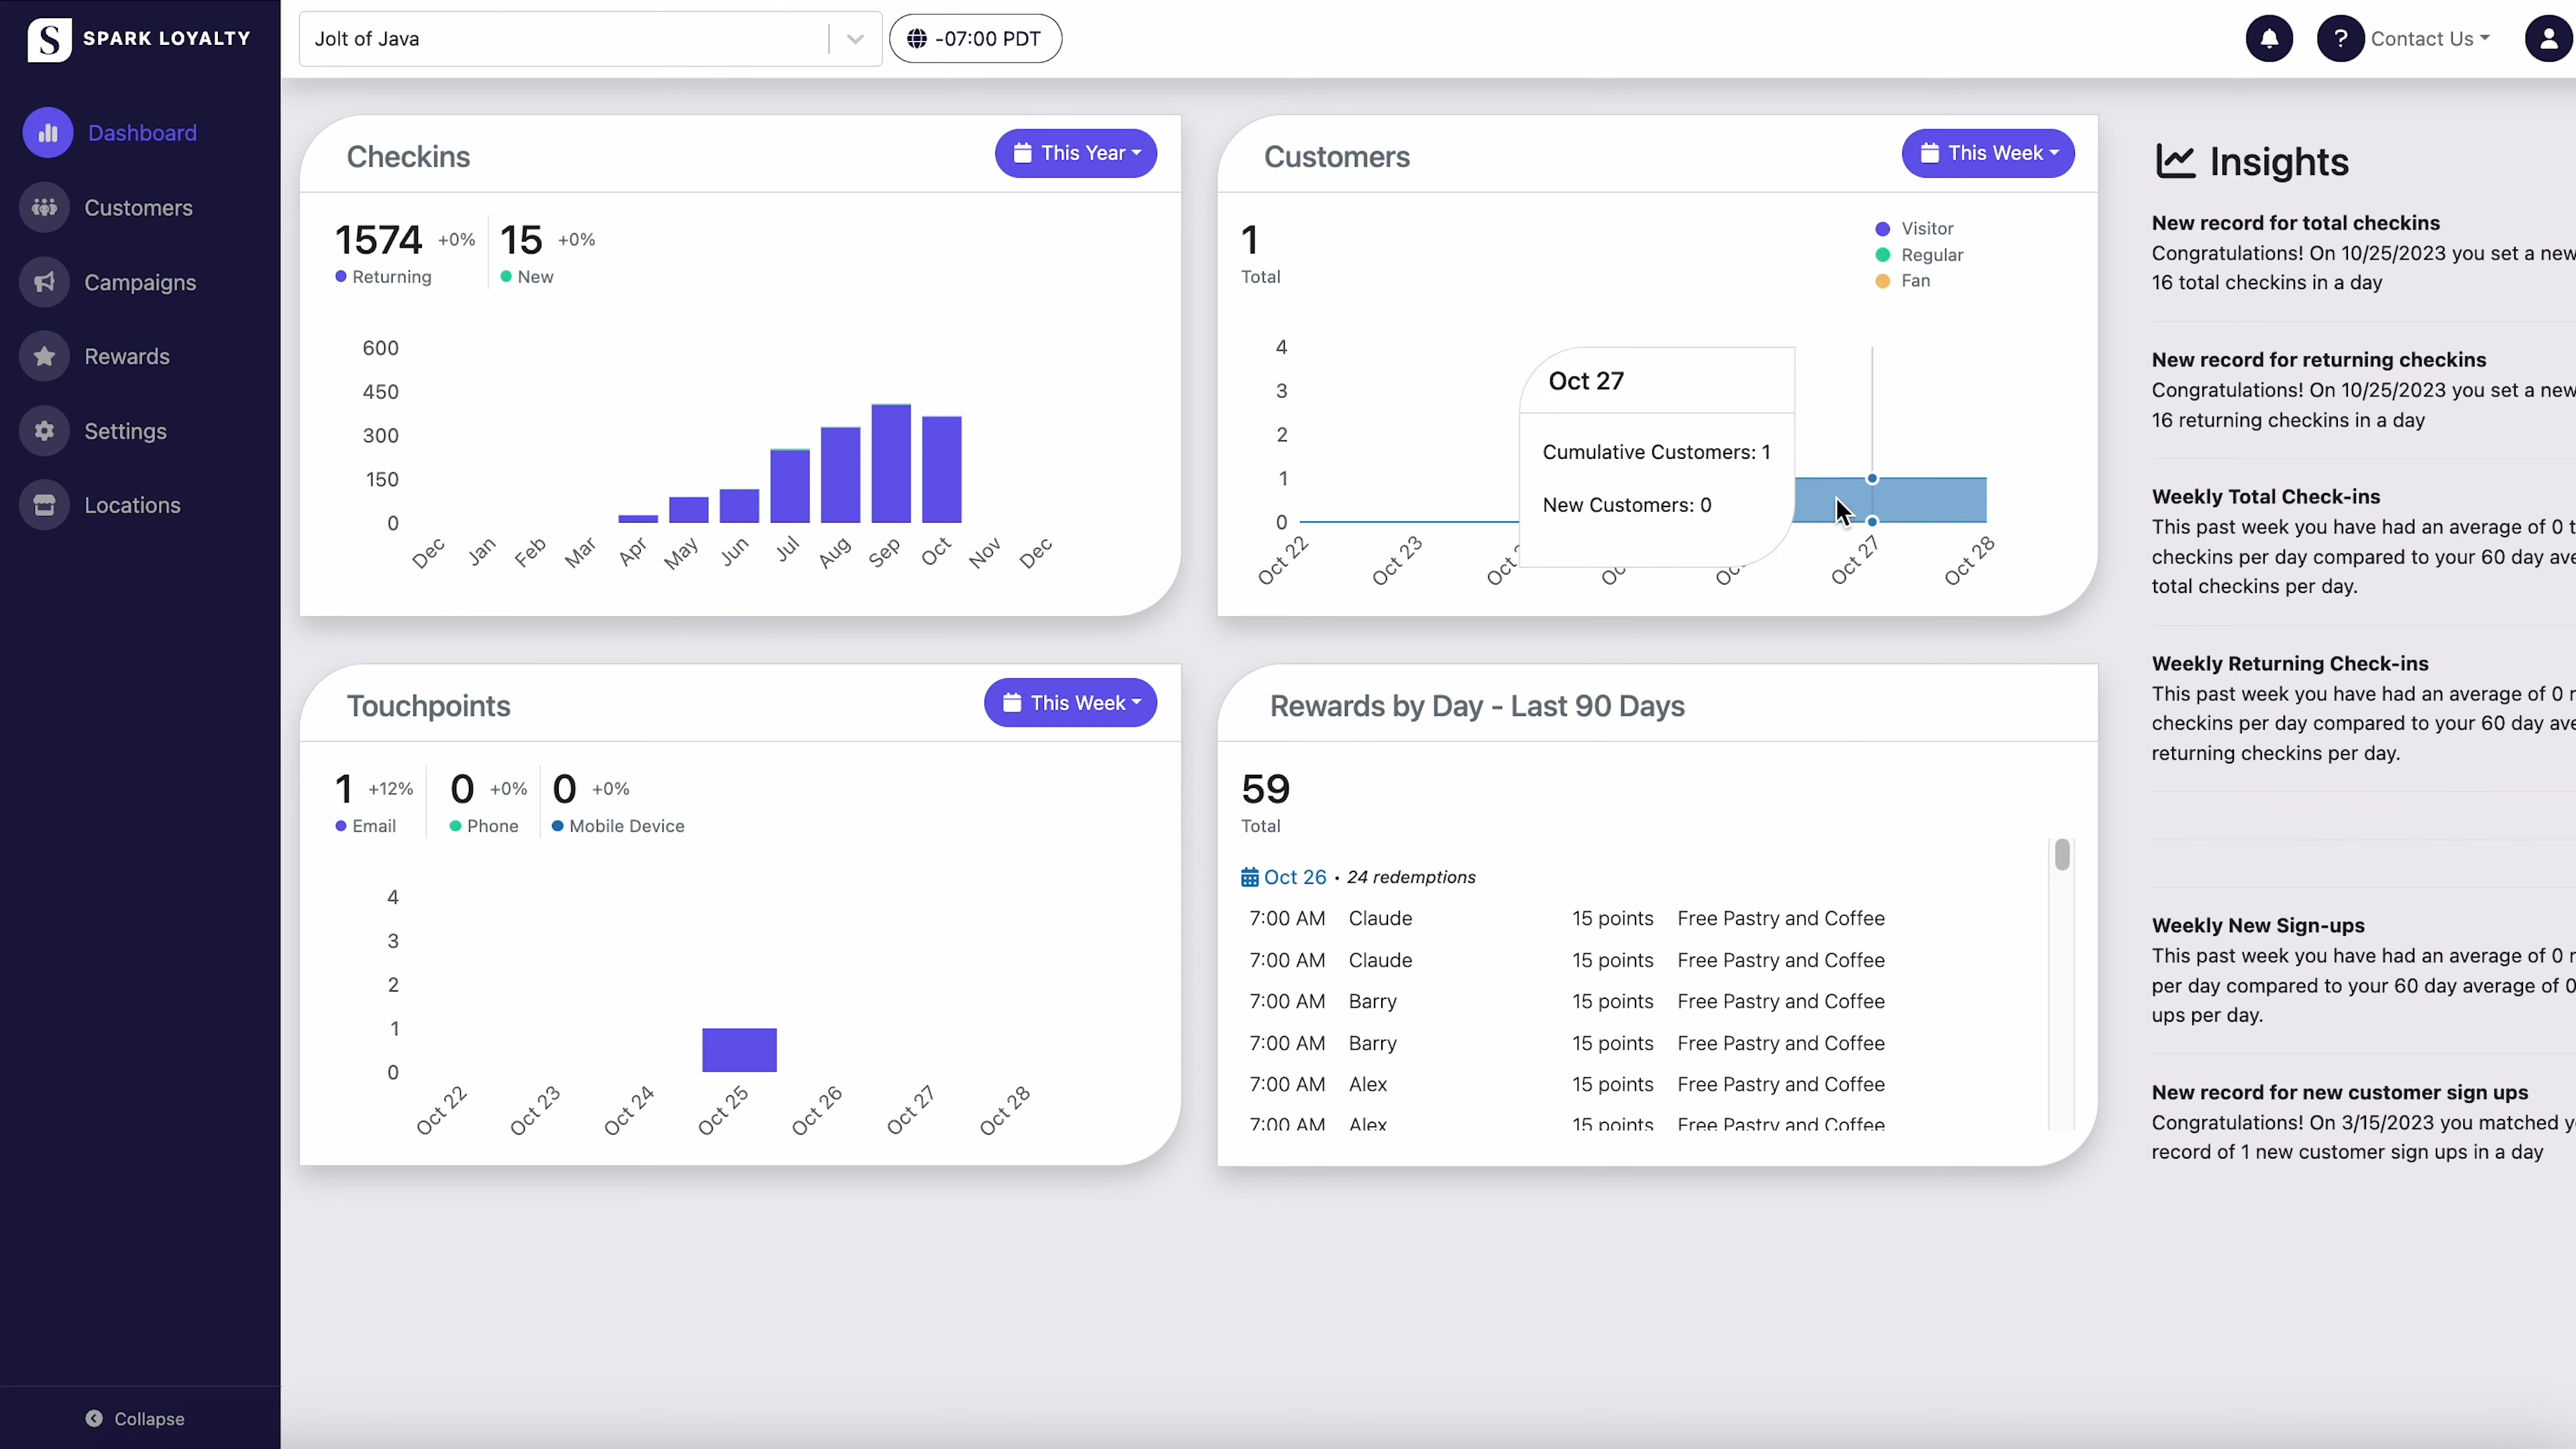 S SPARK LOYALTY
Jolt of Java
-07:00 PDT
?
Contact Us
Dashboard
Customers
Campaigns
Rewards
Settings
Locations
Collapse
Checkins
This Year
1574 +0%
Returning
15 +0%
New
600
450
300
150
0
Dec Jan Feb Mar Apr May Jun Jul Aug Sep Oct Nov Dec
Customers
This Week
1
Total
Visitor
Regular
Fan
4
3
2
1
0
Oct 27
Cumulative Customers: 1
New Customers: 0
Oct 22 Oct 23 Oct 27 Oct 28
Touchpoints
This Week
1 +12%
Email
0 +0%
Phone
0 +0%
Mobile Device
4
3
2
1
0
Oct 22 Oct 23 Oct 24 Oct 25 Oct 26 Oct 27 Oct 28
Rewards by Day - Last 90 Days
59
Total
Oct 26 • 24 redemptions
7:00 AM Claude 15 points Free Pastry and Coffee
7:00 AM Claude 15 points Free Pastry and Coffee
7:00 AM Barry 15 points Free Pastry and Coffee
7:00 AM Barry 15 points Free Pastry and Coffee
7:00 AM Alex 15 points Free Pastry and Coffee
7:00 AM Alex 15 points Free Pastry and Coffee
Insights
New record for total checkins
Congratulations! On 10/25/2023 you set a new
16 total checkins in a day
New record for returning checkins
Congratulations! On 10/25/2023 you set a new
16 returning checkins in a day
Weekly Total Check-ins
This past week you have had an average of 0
checkins per day compared to your 60 day
total checkins per day.
Weekly Returning Check-ins
This past week you have had an average of 0
checkins per day compared to your 60 day
returning checkins per day.
Weekly New Sign-ups
This past week you have had an average of 0
per day compared to your 60 day average of 0
ups per day.
New record for new customer sign ups
Congratulations! On 3/15/2023 you matched
record of 1 new customer sign ups in a day